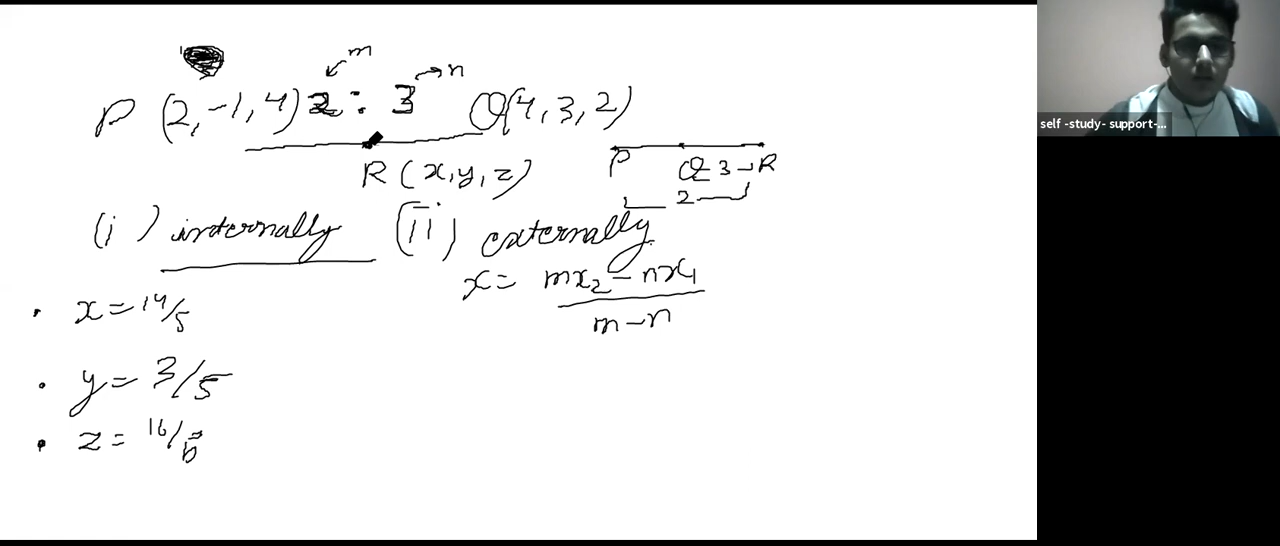 m
n
P (2, -1, 4) 2 : 3 Q(4, 3, 2)
R (x, y, z)
P Q 3 R
2
(i) internally (ii) externally
x = mx₂ - nx₁
m - n
x = 14/5
y = 3/5
z = 16/5
self -study- support-...